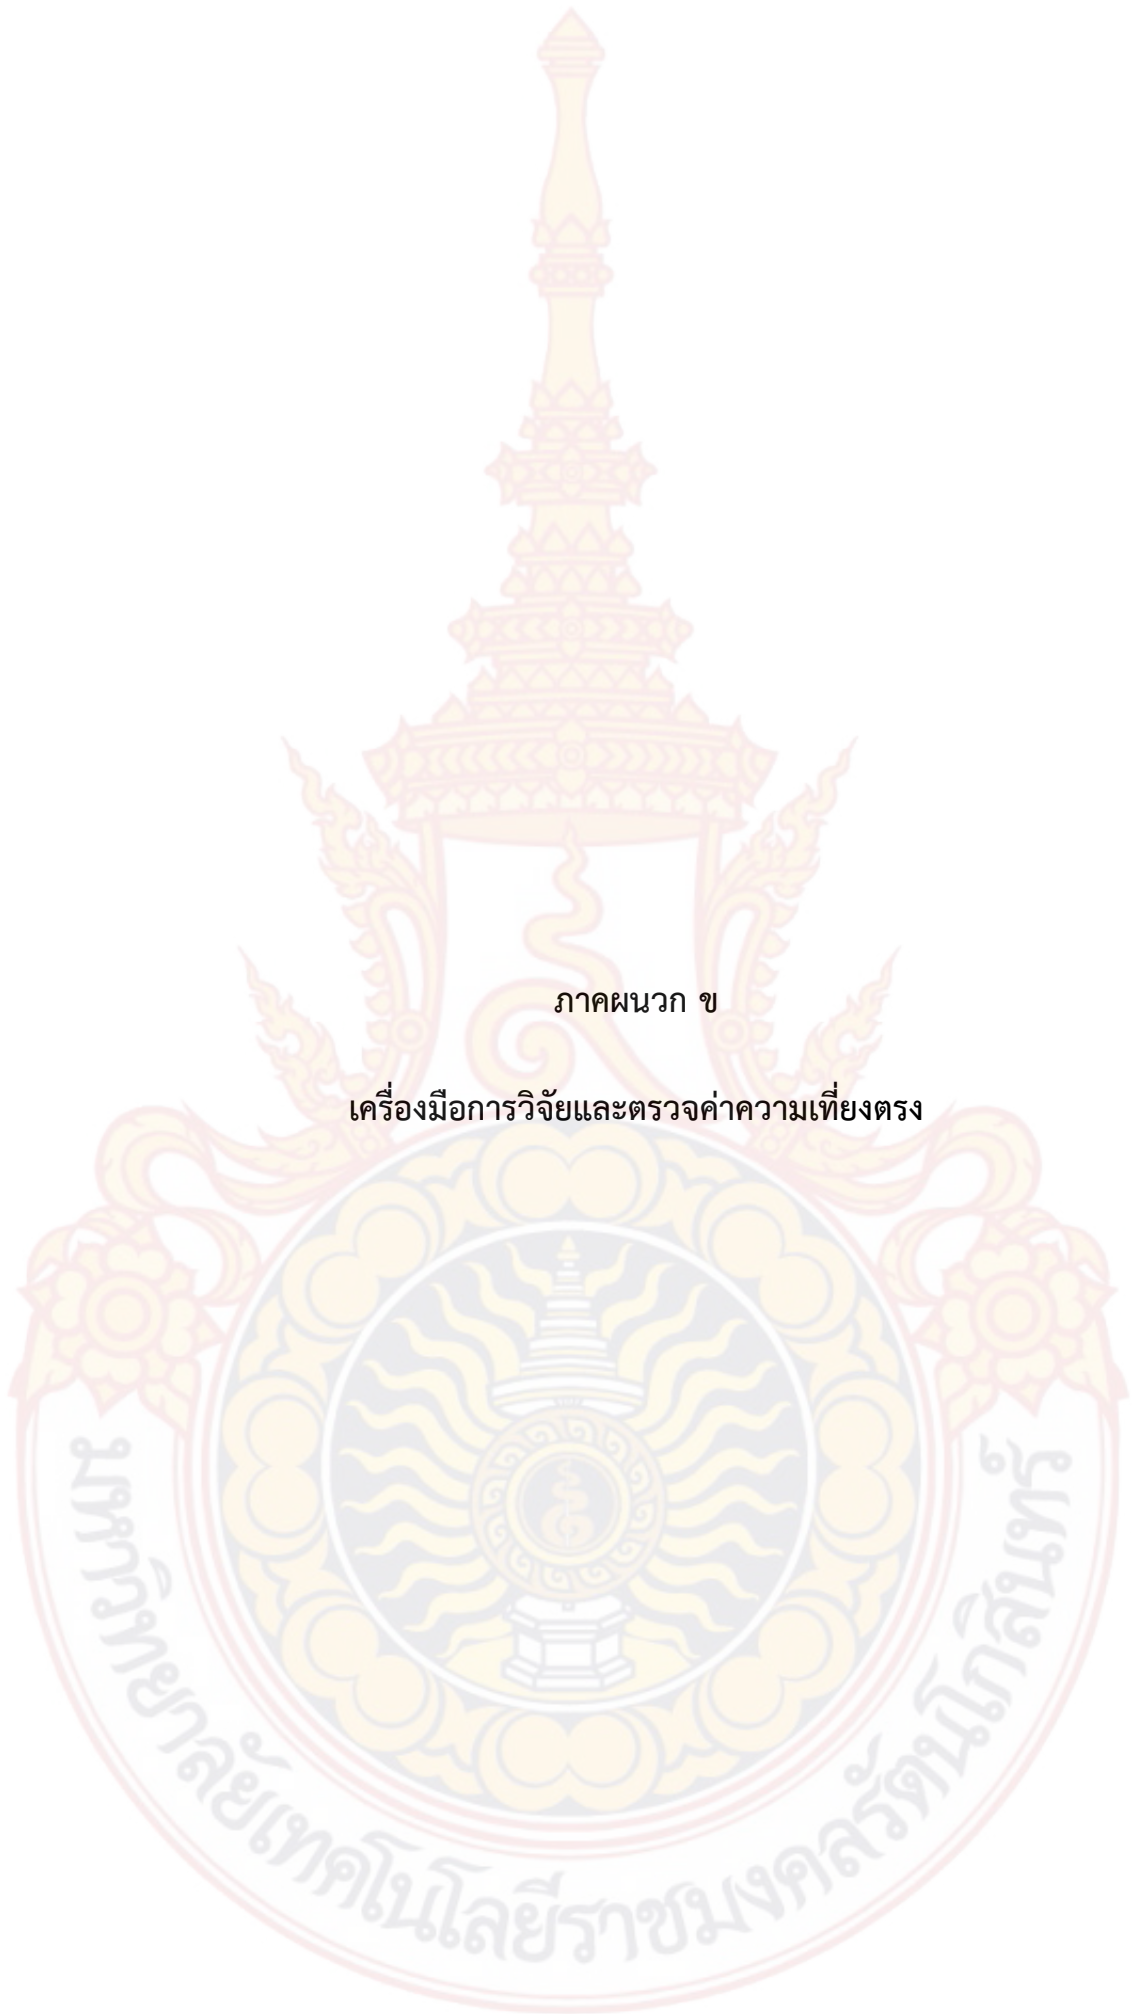 ภาคผนวก ข
เครื่องมือการวิจัยและตรวจค่าความเที่ยงตรง
มหาวิทยาลัยเทคโนโลยีราชมงคลรัตนโกสินทร์